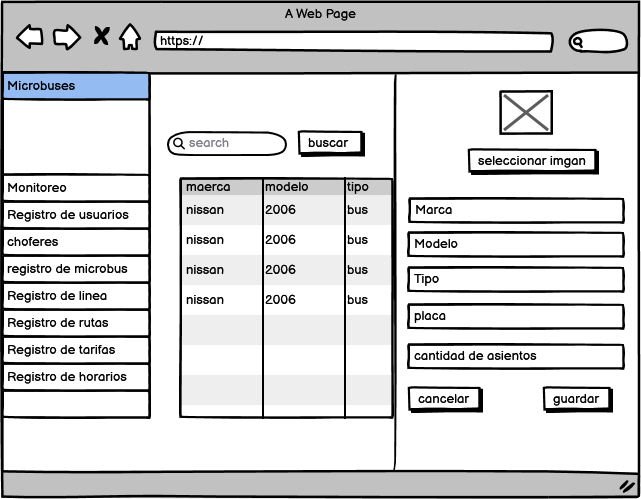 A Web Page
https://
Microbuses
Monitoreo
Registro de usuarios
choferes
registro de microbus
Registro de linea
Registro de rutas
Registro de tarifas
Registro de horarios
search
buscar
maerca modelo tipo
nissan 2006 bus
nissan 2006 bus
nissan 2006 bus
nissan 2006 bus
seleccionar imgan
Marca
Modelo
Tipo
placa
cantidad de asientos
cancelar guardar